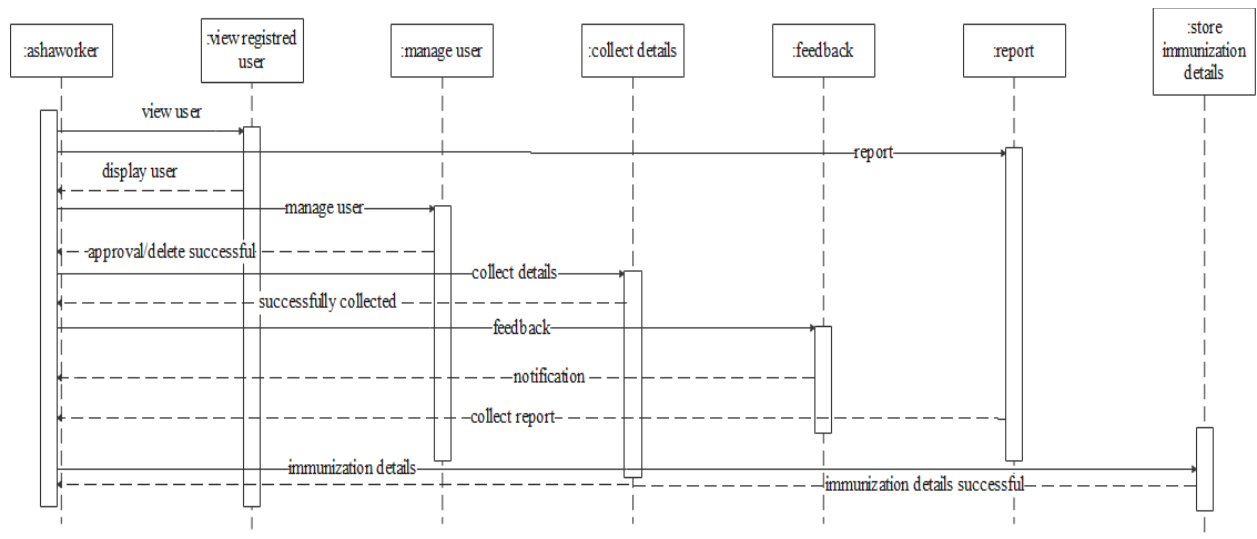 :ashaworker
:view registred
user
:manage user
:collect details
:feedback
:report
:store
immunization
details
view user
report
display user
manage user
approval/delete successful
collect details
successfully collected
feedback
notification
collect report
immunization details
immunization details successful